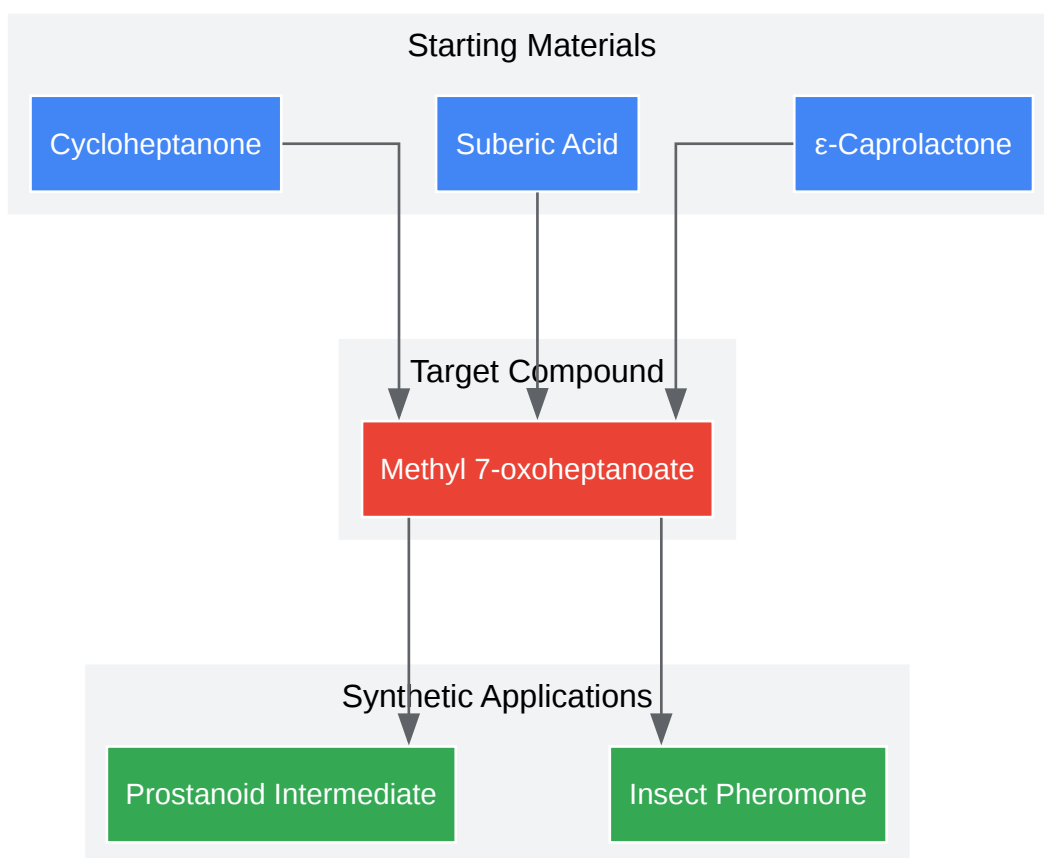 Starting Materials
Cycloheptanone
Suberic Acid
ε-Caprolactone
Target Compound
Methyl 7-oxoheptanoate
Synthetic Applications
Prostanoid Intermediate
Insect Pheromone